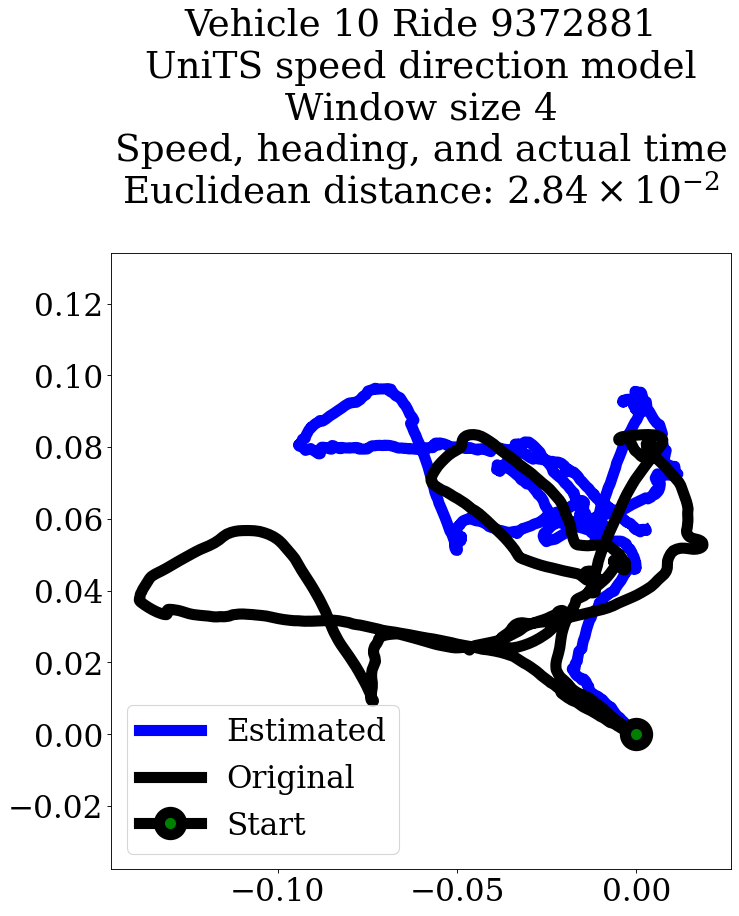 Vehicle 10 Ride 9372881
UniTS speed direction model
Window size 4
Speed, heading, and actual time
Euclidean distance: 2.84 × 10⁻²
0.12
0.10
0.08
0.06
0.04
0.02
0.00
−0.02
Estimated
Original
Start
−0.10
−0.05
0.00